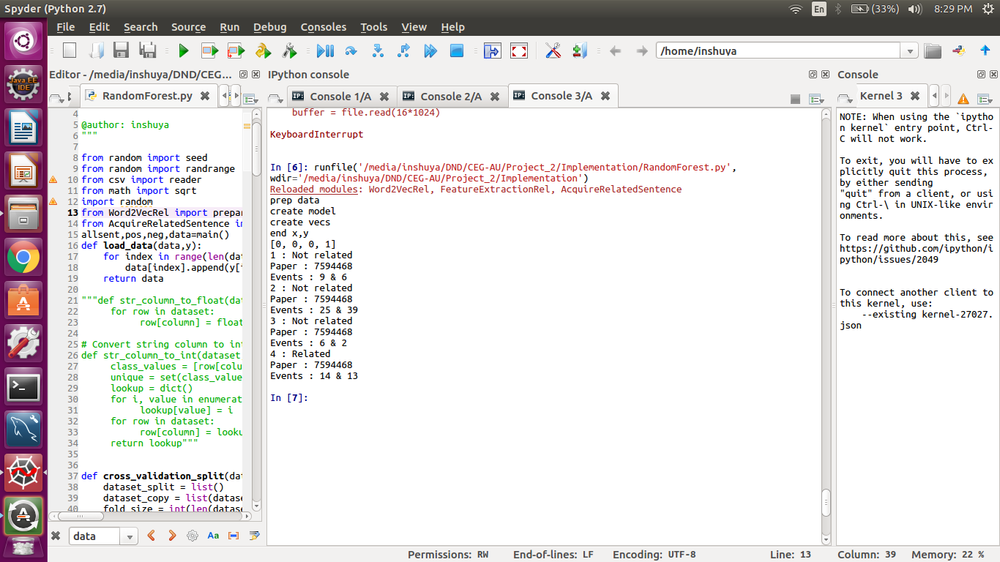 Spyder (Python 2.7)
En
(33%)
8:29 PM
File Edit Search Source Run Debug Consoles Tools View Help
/home/inshuya
Editor - /media/inshuya/DND/CEG...
IPython console
Console
RandomForest.py
Console 1/A
Console 2/A
Console 3/A
Kernel 3
Java EE
IDE
4
5 @author: inshuya
6 """
7
8 from random import seed
9 from random import randrange
10 from csv import reader
11 from math import sqrt
12 import random
13 from Word2VecRel import prepar
14 from AcquireRelatedSentence im
15 allsent,pos,neg,data=main()
16 def load_data(data,y):
17 for index in range(len(dat
18 data[index].append(y[
19 return data
20
21 """def str_column_to_float(dat
22 for row in dataset:
23 row[column] = float
24
25 # Convert string column to int
26 def str_column_to_int(dataset
27 class_values = [row[colu
28 unique = set(class_value
29 lookup = dict()
30 for i, value in enumerat
31 lookup[value] = i
32 for row in dataset:
33 row[column] = looku
34 return lookup"""
35
36
37 def cross_validation_split(dat
38 dataset_split = list()
39 dataset_copy = list(datase
40 fold_size = int(len(datase
data
Aa
buffer = file.read(16*1024)
KeyboardInterrupt
In [6]: runfile('/media/inshuya/DND/CEG-AU/Project_2/Implementation/RandomForest.py',
wdir='/media/inshuya/DND/CEG-AU/Project_2/Implementation')
Reloaded modules: Word2VecRel, FeatureExtractionRel, AcquireRelatedSentence
prep data
create model
create vecs
end x,y
[0, 0, 0, 1]
1 : Not related
Paper : 7594468
Events : 9 & 6
2 : Not related
Paper : 7594468
Events : 25 & 39
3 : Not related
Paper : 7594468
Events : 6 & 2
4 : Related
Paper : 7594468
Events : 14 & 13
In [7]:
NOTE: When using the `ipytho
n kernel` entry point, Ctrl-
C will not work.
To exit, you will have to ex
plicitly quit this process,
by either sending
"quit" from a client, or usi
ng Ctrl-\ in UNIX-like envir
onments.
To read more about this, see
https://github.com/ipython/i
python/issues/2049
To connect another client to
this kernel, use:
--existing kernel-27027.
json
Permissions: RW
End-of-lines: LF
Encoding: UTF-8
Line: 13
Column: 39
Memory: 22 %